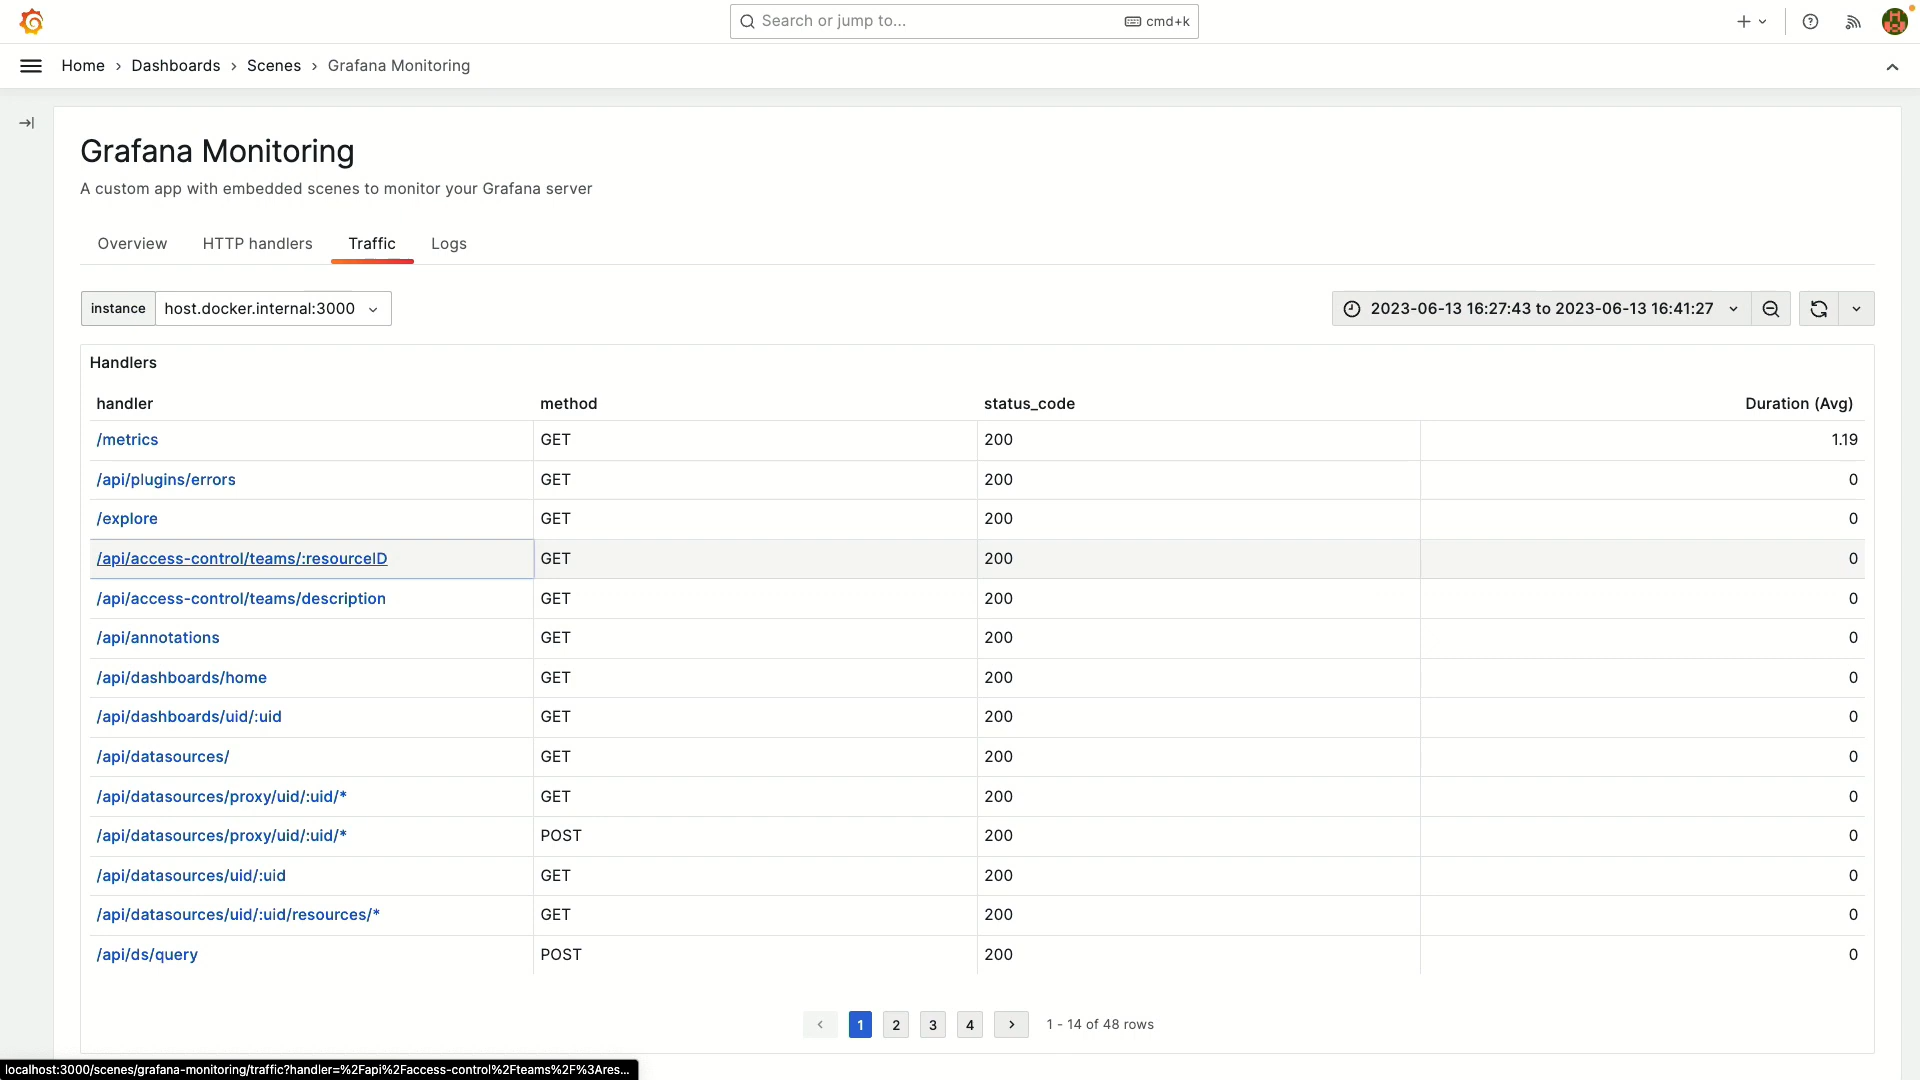 Search or jump to...
cmd+k
Home › Dashboards › Scenes › Grafana Monitoring
Grafana Monitoring
A custom app with embedded scenes to monitor your Grafana server
Overview HTTP handlers Traffic Logs
instance host.docker.internal:3000
2023-06-13 16:27:43 to 2023-06-13 16:41:27
Handlers
handler method status_code Duration (Avg)
/metrics GET 200 1.19
/api/plugins/errors GET 200 0
/explore GET 200 0
/api/access-control/teams/:resourceID GET 200 0
/api/access-control/teams/description GET 200 0
/api/annotations GET 200 0
/api/dashboards/home GET 200 0
/api/dashboards/uid/:uid GET 200 0
/api/datasources/ GET 200 0
/api/datasources/proxy/uid/:uid/* GET 200 0
/api/datasources/proxy/uid/:uid/* POST 200 0
/api/datasources/uid/:uid GET 200 0
/api/datasources/uid/:uid/resources/* GET 200 0
/api/ds/query POST 200 0
‹ 1 2 3 4 › 1 - 14 of 48 rows
localhost:3000/scenes/grafana-monitoring/traffic?handler=%2Fapi%2Faccess-control%2Fteams%2F%3Ares...